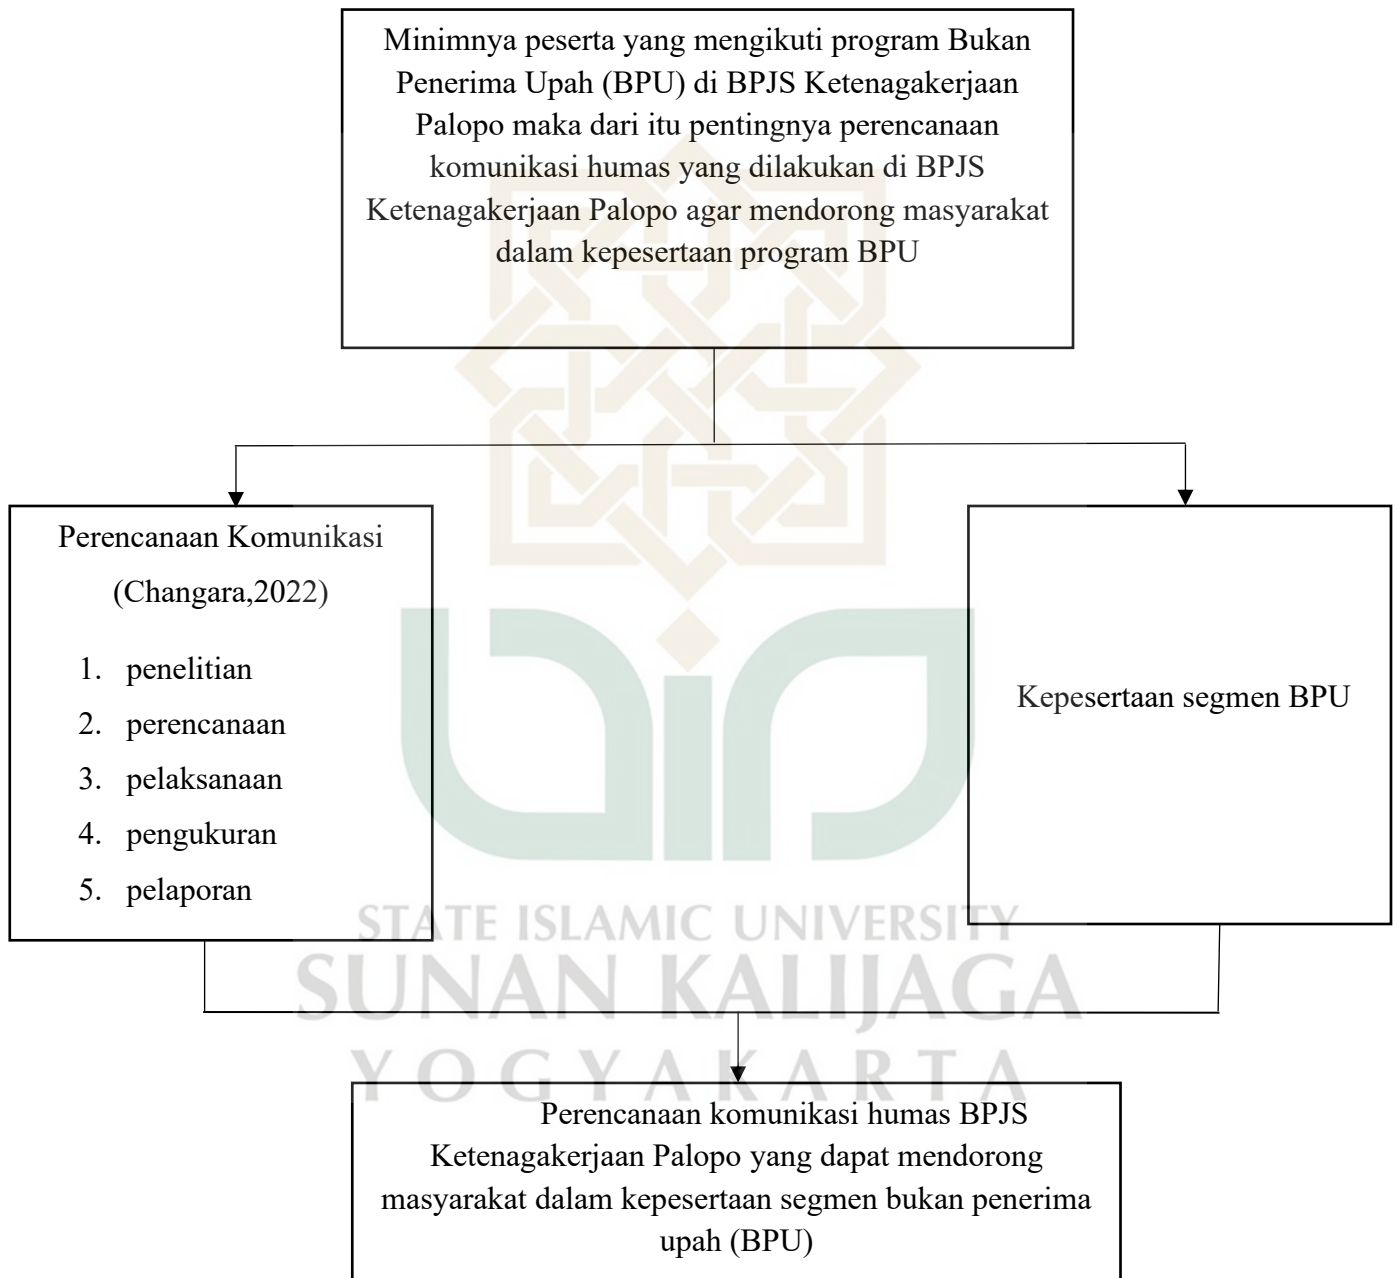 Minimnya peserta yang mengikuti program Bukan
Penerima Upah (BPU) di BPJS Ketenagakerjaan
Palopo maka dari itu pentingnya perencanaan
komunikasi humas yang dilakukan di BPJS
Ketenagakerjaan Palopo agar mendorong masyarakat
dalam kepesertaan program BPU
Perencanaan Komunikasi
(Changara,2022)
1. penelitian
2. perencanaan
3. pelaksanaan
4. pengukuran
5. pelaporan
Kepesertaan segmen BPU
STATE ISLAMIC UNIVERSITY
SUNAN KALIJAGA
YOGYAKARTA
Perencanaan komunikasi humas BPJS
Ketenagakerjaan Palopo yang dapat mendorong
masyarakat dalam kepesertaan segmen bukan penerima
upah (BPU)